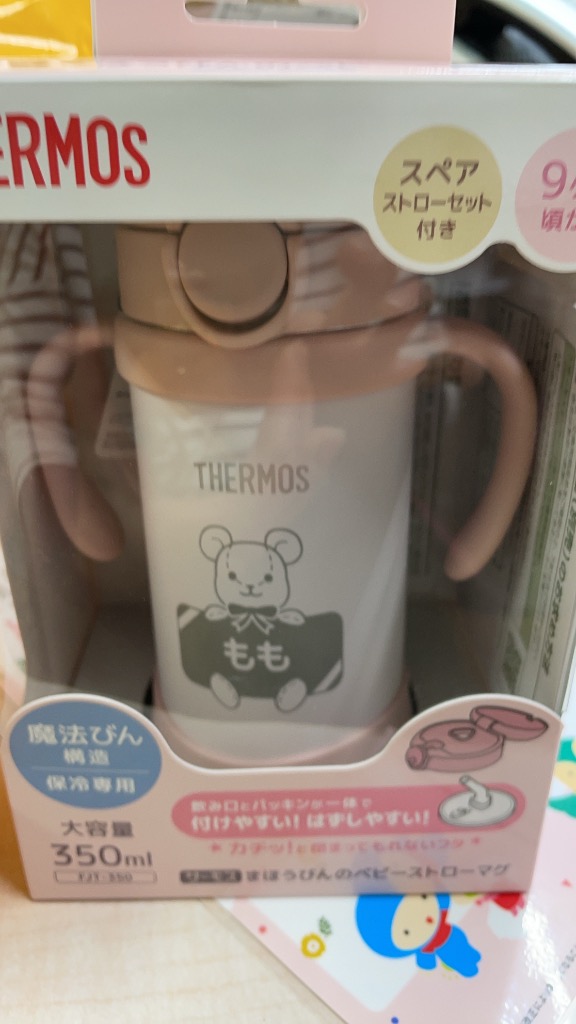 ERMOS
スペア
ストローセット
付き
9
頃か
THERMOS
もも
魔法びん
構造
保冷専用
大容量
350ml
FJT-350
飲み口とパッキンが一体で
付けやすい!はずしやすい!
カチッ!と閉まってもれないフタ
サーモス まほうびんのベビーストローマグ